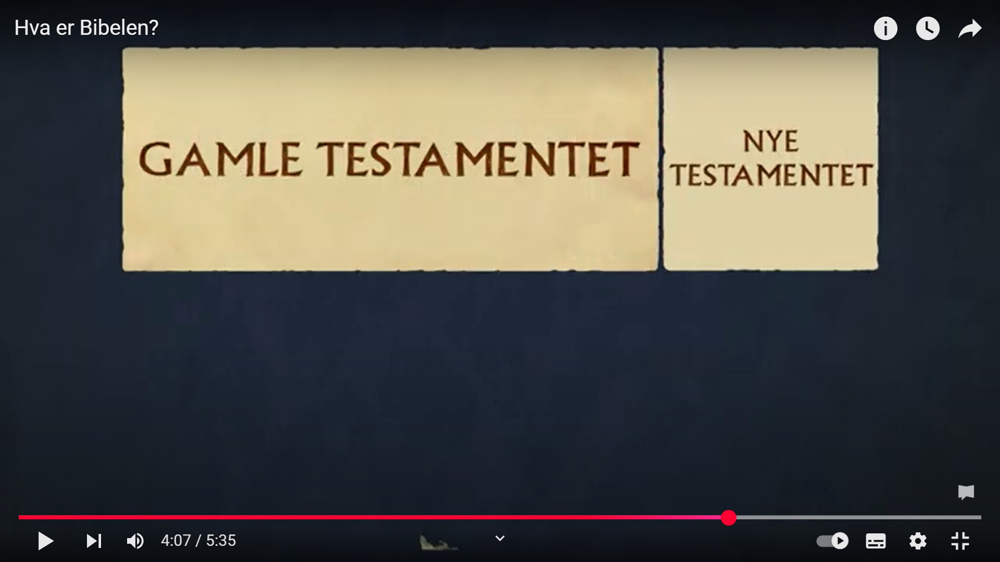 Hva er Bibelen?
GAMLE TESTAMENTET
NYE
TESTAMENTET
4:07 / 5:35